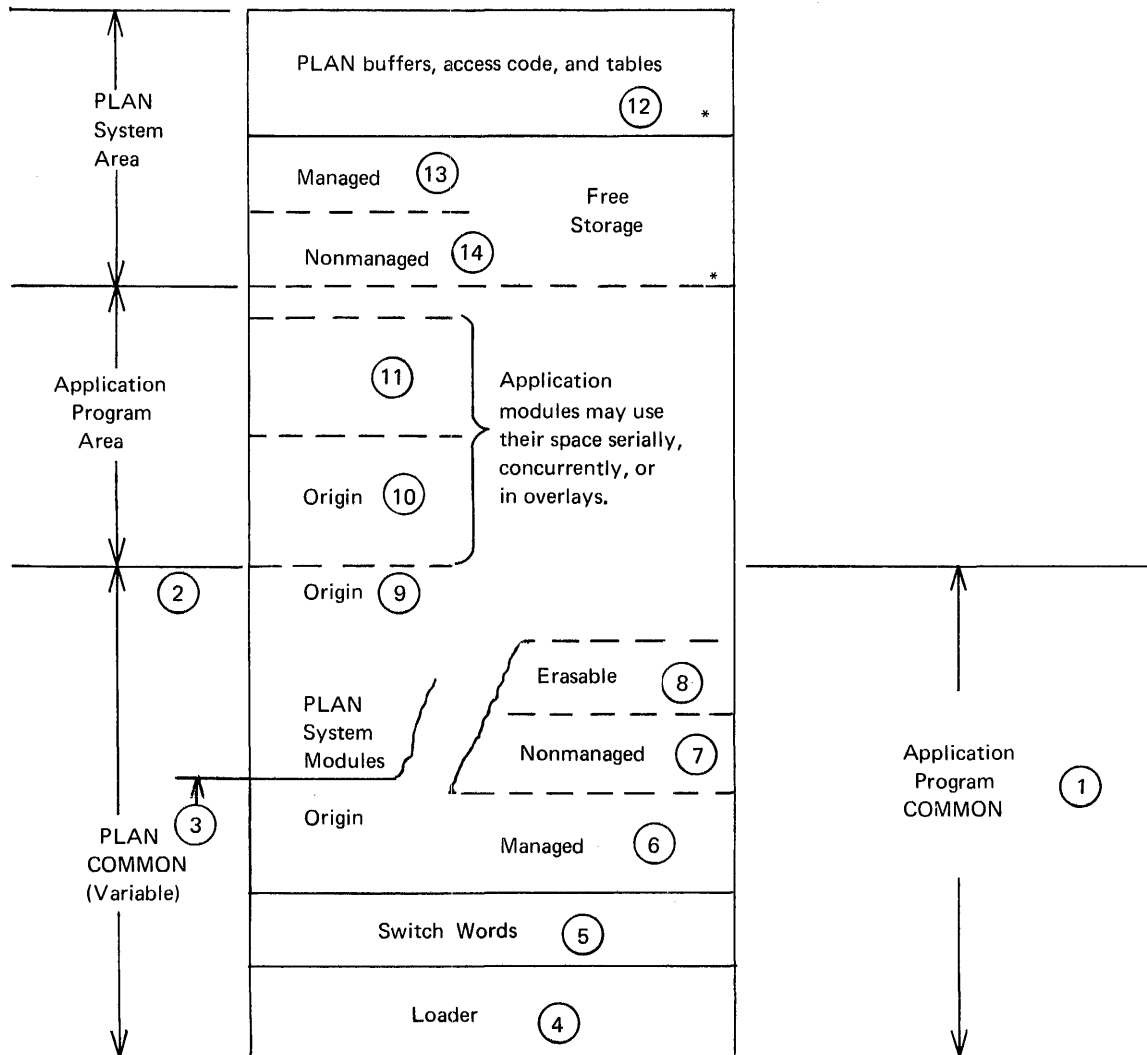 PLAN buffers, access code, and tables
12 *
PLAN
System
Area
Managed 13
Free
Storage
Nonmanaged 14
*
Application
Program
Area
11
Origin 10
Application
modules may use
their space serially,
concurrently, or
in overlays.
2
Origin 9
Erasable 8
PLAN
System
Modules
Nonmanaged 7
3
Origin
Managed 6
PLAN
COMMON
(Variable)
Application
Program
COMMON
1
Switch Words 5
Loader 4